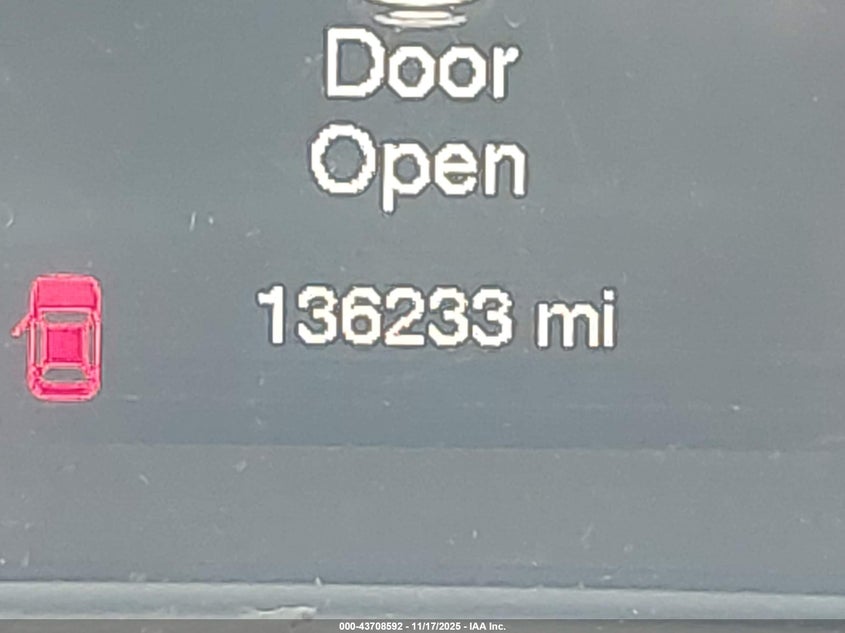 Door
Open
136233 mi
000-43708592 - 11/17/2025 - IAA Inc.